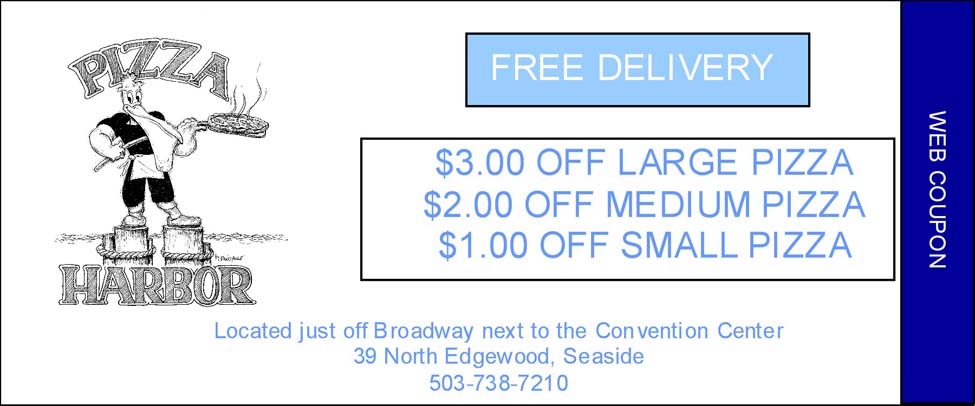 PIZZA
HARBOR
FREE DELIVERY
$3.00 OFF LARGE PIZZA
$2.00 OFF MEDIUM PIZZA
$1.00 OFF SMALL PIZZA
Located just off Broadway next to the Convention Center
39 North Edgewood, Seaside
503-738-7210
WEB COUPON